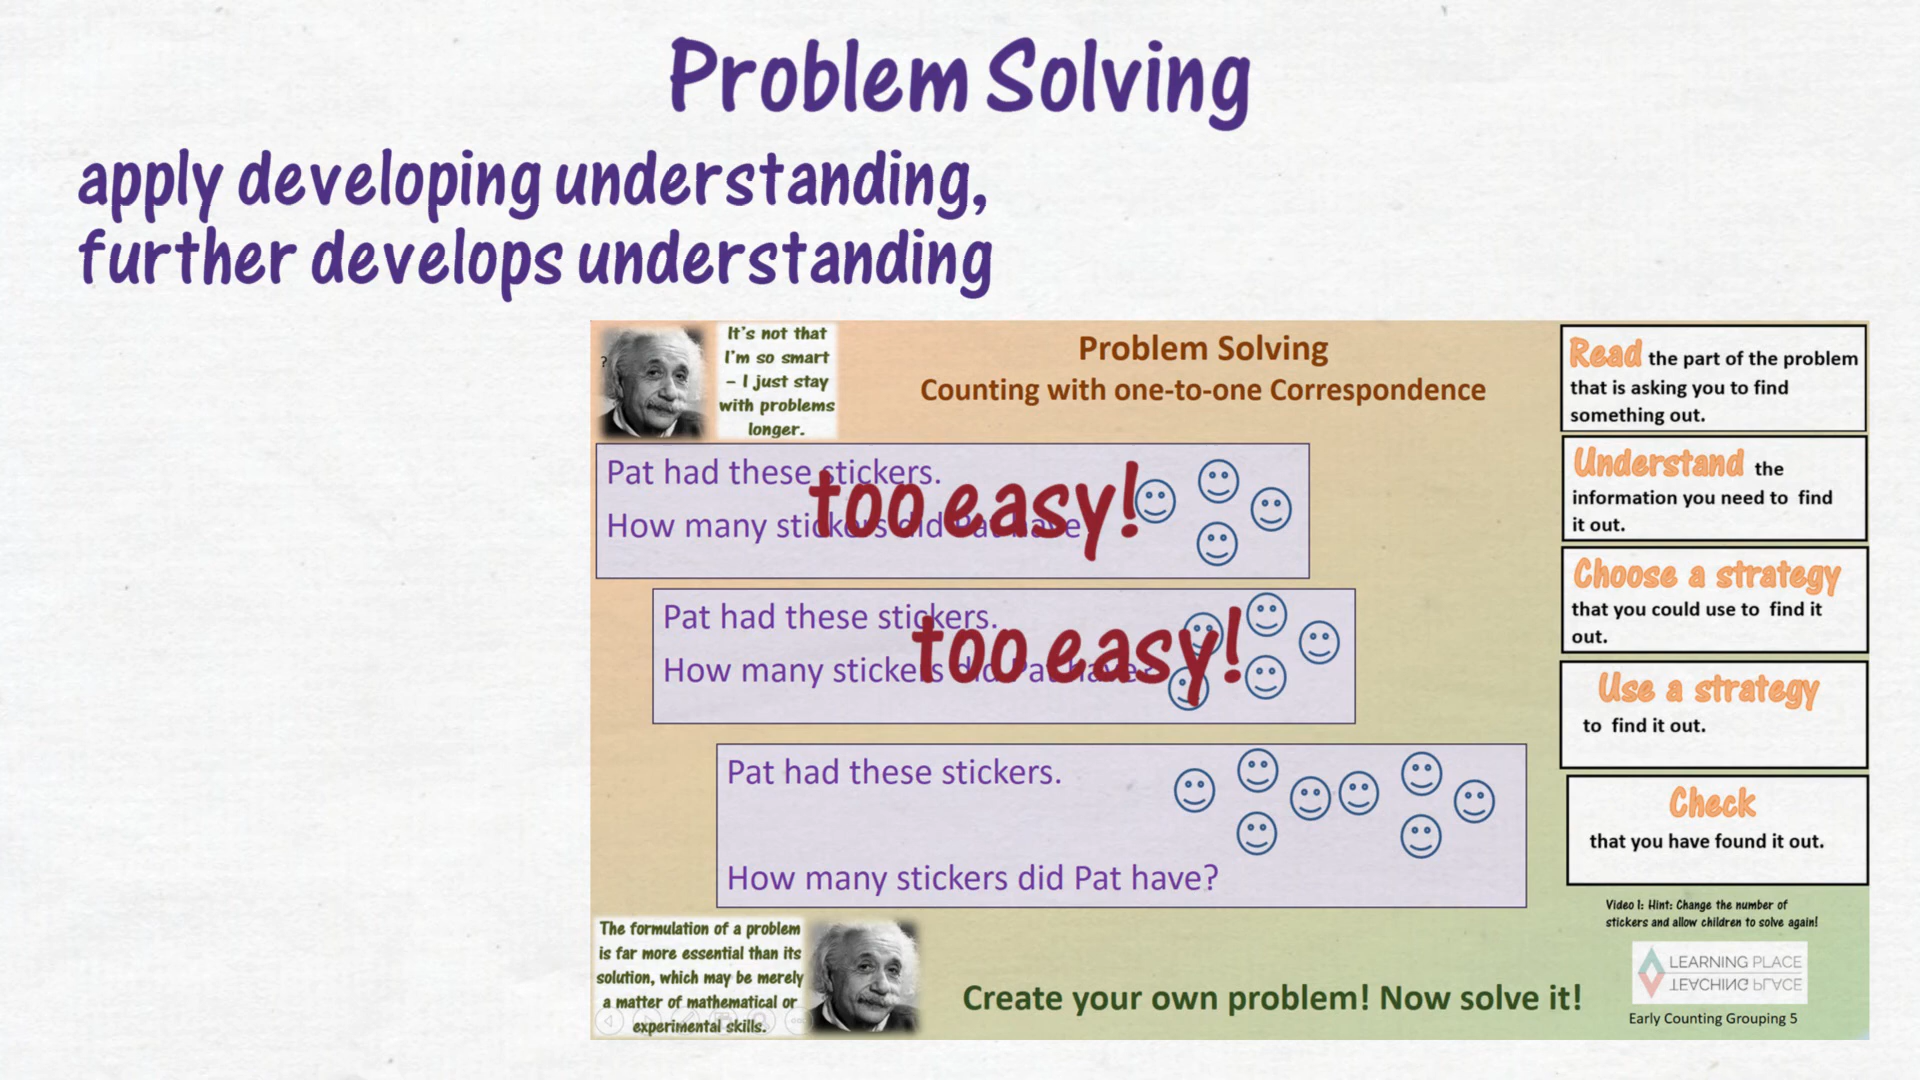 Problem Solving
apply developing understanding,
further develops understanding
?
It's not that
I'm so smart
– I just stay
with problems
longer.
Problem Solving
Counting with one-to-one Correspondence
Pat had these stickers.
How many stickers did Pat have
too easy!
Pat had these stickers.
How many stickers did Pat have
too easy!
Pat had these stickers.
How many stickers did Pat have?
The formulation of a problem
is far more essential than its
solution, which may be merely
a matter of mathematical or
experimental skills.
Create your own problem! Now solve it!
Read the part of the problem
that is asking you to find
something out.
Understand the
information you need to find
it out.
Choose a strategy
that you could use to find it
out.
Use a strategy
to find it out.
Check
that you have found it out.
Video 1: Hint: Change the number of
stickers and allow children to solve again!
LEARNING PLACE
TEACHING PLACE
Early Counting Grouping 5